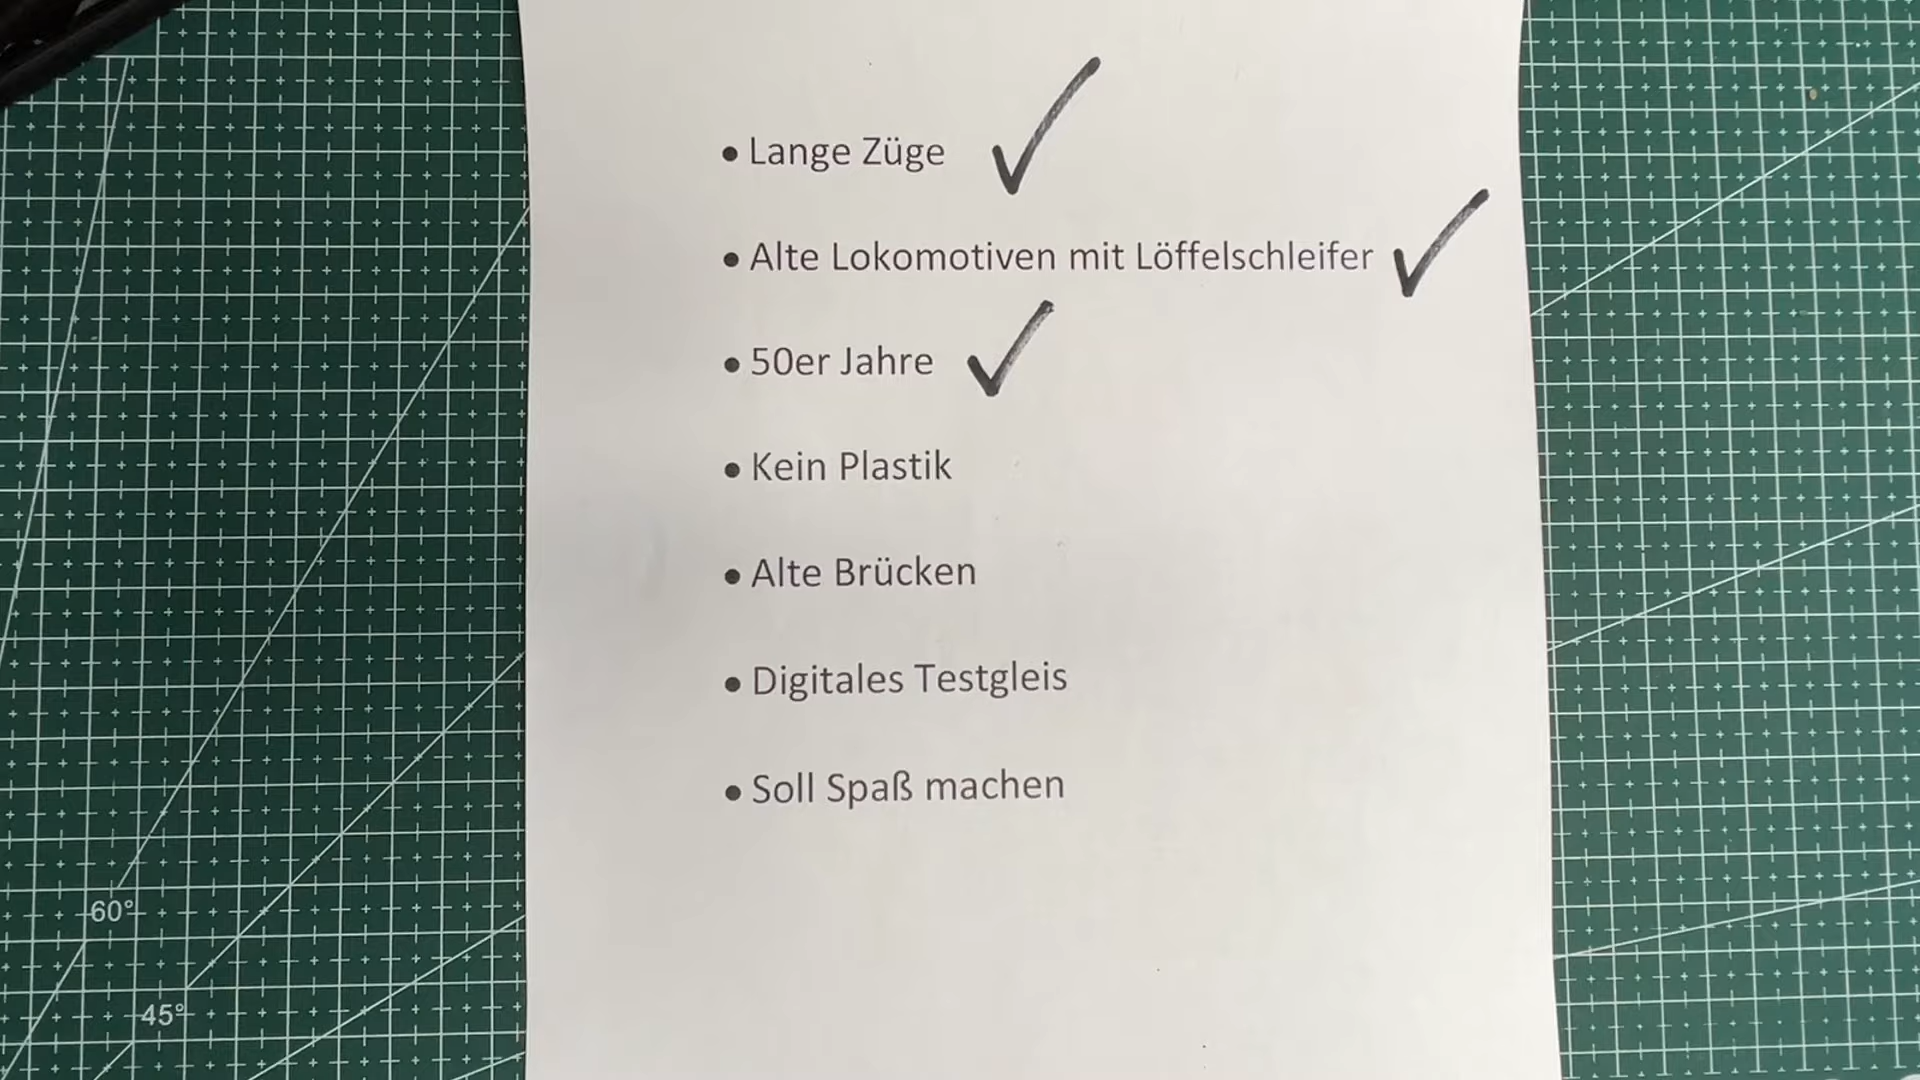 • Lange Züge ✓
• Alte Lokomotiven mit Löffelschleifer ✓
• 50er Jahre ✓
• Kein Plastik
• Alte Brücken
• Digitales Testgleis
• Soll Spaß machen
60°
45°